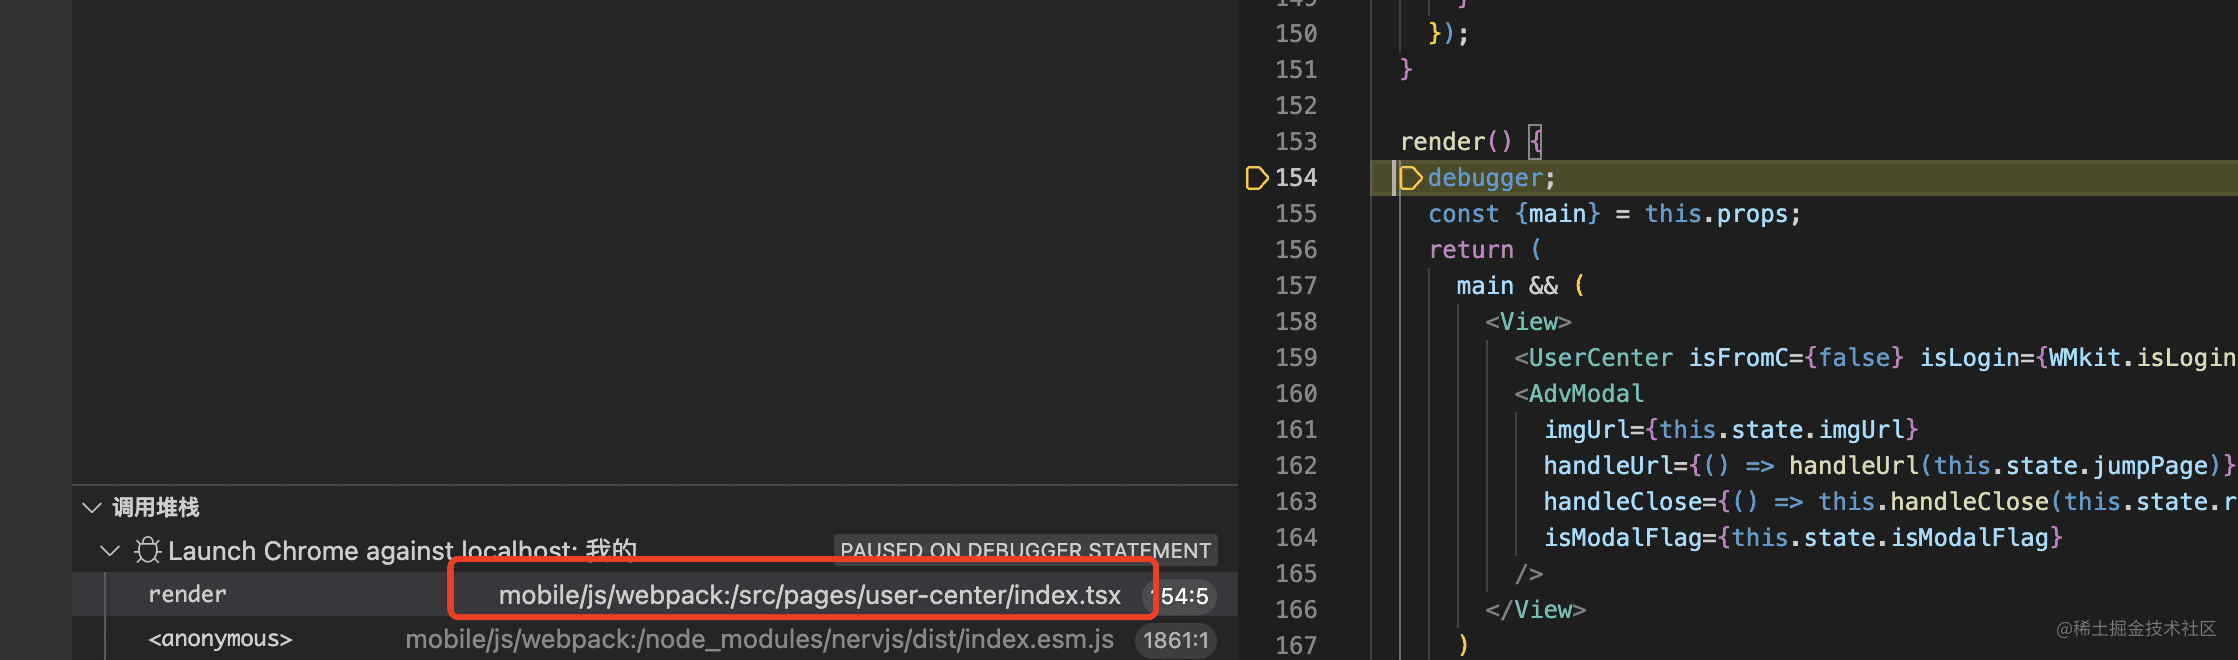 调用堆栈
Launch Chrome against localhost: 我的 PAUSED ON DEBUGGER STATEMENT
render mobile/js/webpack:/src/pages/user-center/index.tsx 154:5
<anonymous> mobile/js/webpack:/node_modules/nervjs/dist/index.esm.js 1861:1
149 }
150 });
151 }
152
153 render() {
154 debugger;
155 const {main} = this.props;
156 return (
157 main && (
158 <View>
159 <UserCenter isFromC={false} isLogin={WMkit.isLogin
160 <AdvModal
161 imgUrl={this.state.imgUrl}
162 handleUrl={() => handleUrl(this.state.jumpPage)}
163 handleClose={() => this.handleClose(this.state.r
164 isModalFlag={this.state.isModalFlag}
165 />
166 </View>
167 )
@稀土掘金技术社区